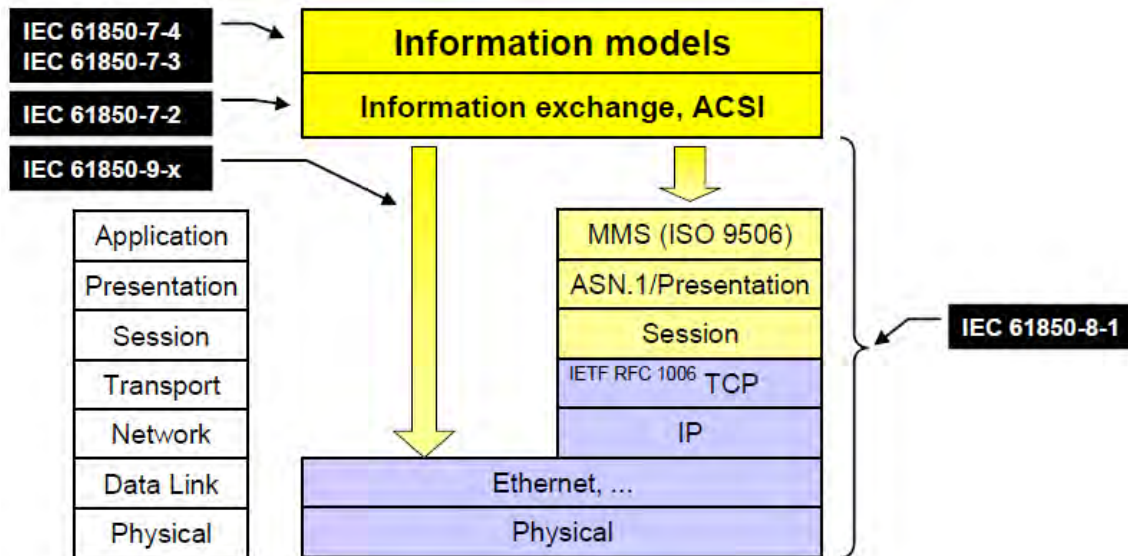 IEC 61850-7-4
IEC 61850-7-3
Information models
IEC 61850-7-2
Information exchange, ACSI
IEC 61850-9-x
Application
Presentation
Session
Transport
Network
Data Link
Physical
MMS (ISO 9506)
ASN.1/Presentation
Session
IETF RFC 1006 TCP
IP
Ethernet, ...
Physical
IEC 61850-8-1